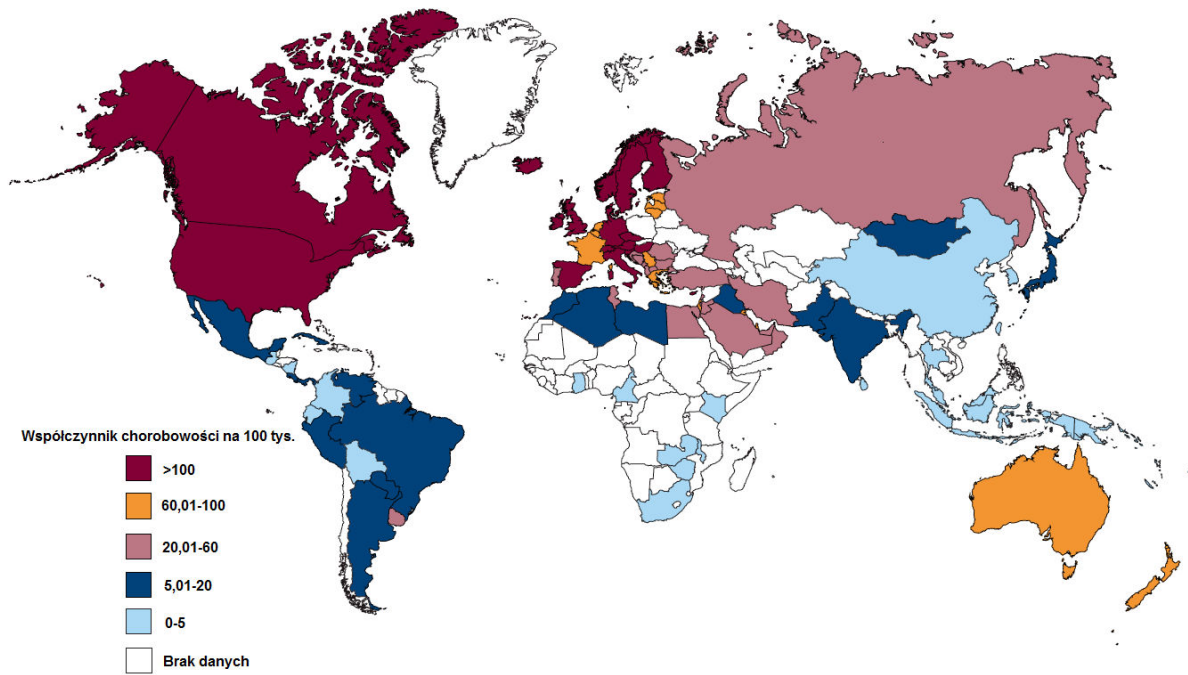 Współczynnik chorobowości na 100 tys.
>100
60,01-100
20,01-60
5,01-20
0-5
Brak danych